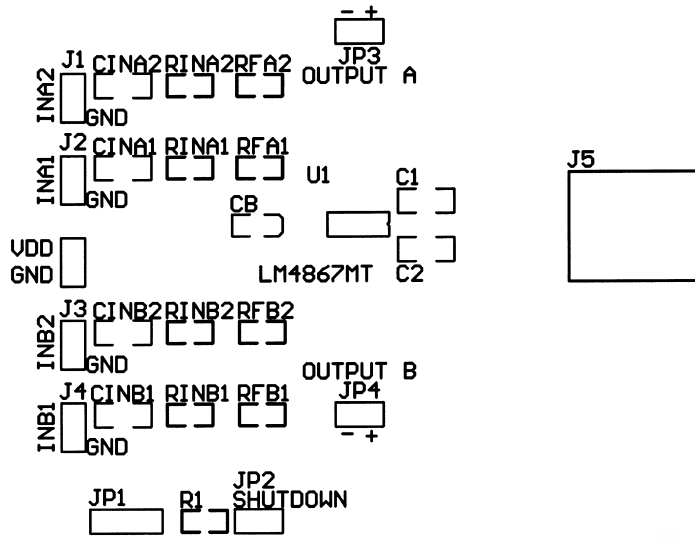 - +
JP3
OUTPUT A
J1
CINA2 RINA2 RFA2
INA2
GND
J2
CINA1 RINA1 RFA1
INA1
GND
U1
C1
J5
CB
VDD
GND
LM4867MT
C2
J3
CINB2 RINB2 RFB2
INB2
GND
OUTPUT B
JP4
- +
J4
CINB1 RINB1 RFB1
INB1
GND
JP1
R1
JP2
SHUTDOWN